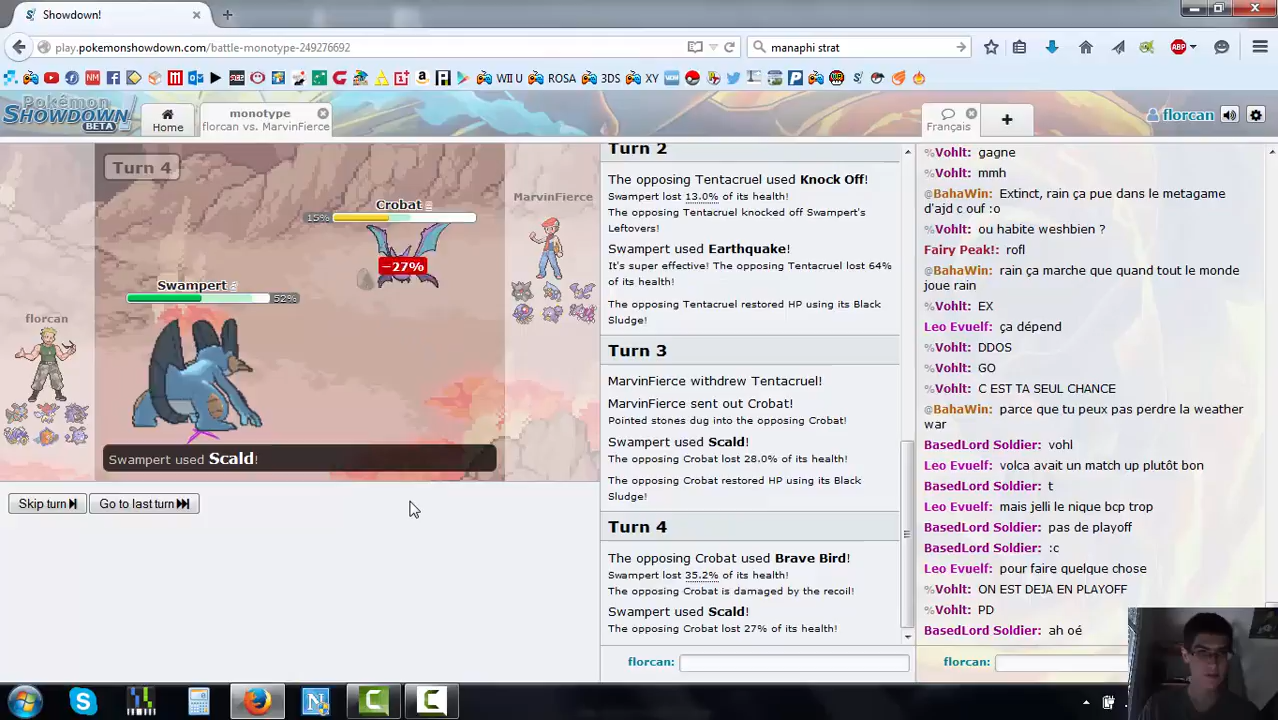 Showdown!
play.pokemonshowdown.com/battle-monotype-249276692
manaphi strat
ABP
WII U
ROSA
3DS
XY
POKéMON
SHOWDOWN
BETA
Home
monotype
florcan vs. MarvinFierce
Français
florcan
Turn 4
Crobat
15%
-27%
Swampert
52%
florcan
MarvinFierce
Swampert used Scald!
Skip turn
Go to last turn
Turn 2
The opposing Tentacruel used Knock Off!
Swampert lost 13.0% of its health!
The opposing Tentacruel knocked off Swampert's
Leftovers!
Swampert used Earthquake!
It's super effective! The opposing Tentacruel lost 64%
of its health!
The opposing Tentacruel restored HP using its Black
Sludge!
Turn 3
MarvinFierce withdrew Tentacruel!
MarvinFierce sent out Crobat!
Pointed stones dug into the opposing Crobat!
Swampert used Scald!
The opposing Crobat lost 28.0% of its health!
The opposing Crobat restored HP using its Black
Sludge!
Turn 4
The opposing Crobat used Brave Bird!
Swampert lost 35.2% of its health!
The opposing Crobat is damaged by the recoil!
Swampert used Scald!
The opposing Crobat lost 27% of its health!
florcan:
%Vohlt: gagne
%Vohlt: mmh
@BahaWin: Extinct, rain ça pue dans le metagame
d'ajd c ouf :o
%Vohlt: ou habite weshbien ?
Fairy Peak!: rofl
@BahaWin: rain ça marche que quand tout le monde
joue rain
%Vohlt: EX
Leo Evuelf: ça dépend
%Vohlt: DDOS
%Vohlt: GO
%Vohlt: C EST TA SEUL CHANCE
@BahaWin: parce que tu peux pas perdre la weather
war
BasedLord Soldier: vohl
Leo Evuelf: volca avait un match up plutôt bon
BasedLord Soldier: t
Leo Evuelf: mais jelli le nique bcp trop
BasedLord Soldier: pas de playoff
BasedLord Soldier: :c
Leo Evuelf: pour faire quelque chose
%Vohlt: ON EST DEJA EN PLAYOFF
%Vohlt: PD
BasedLord Soldier: ah oé
florcan: